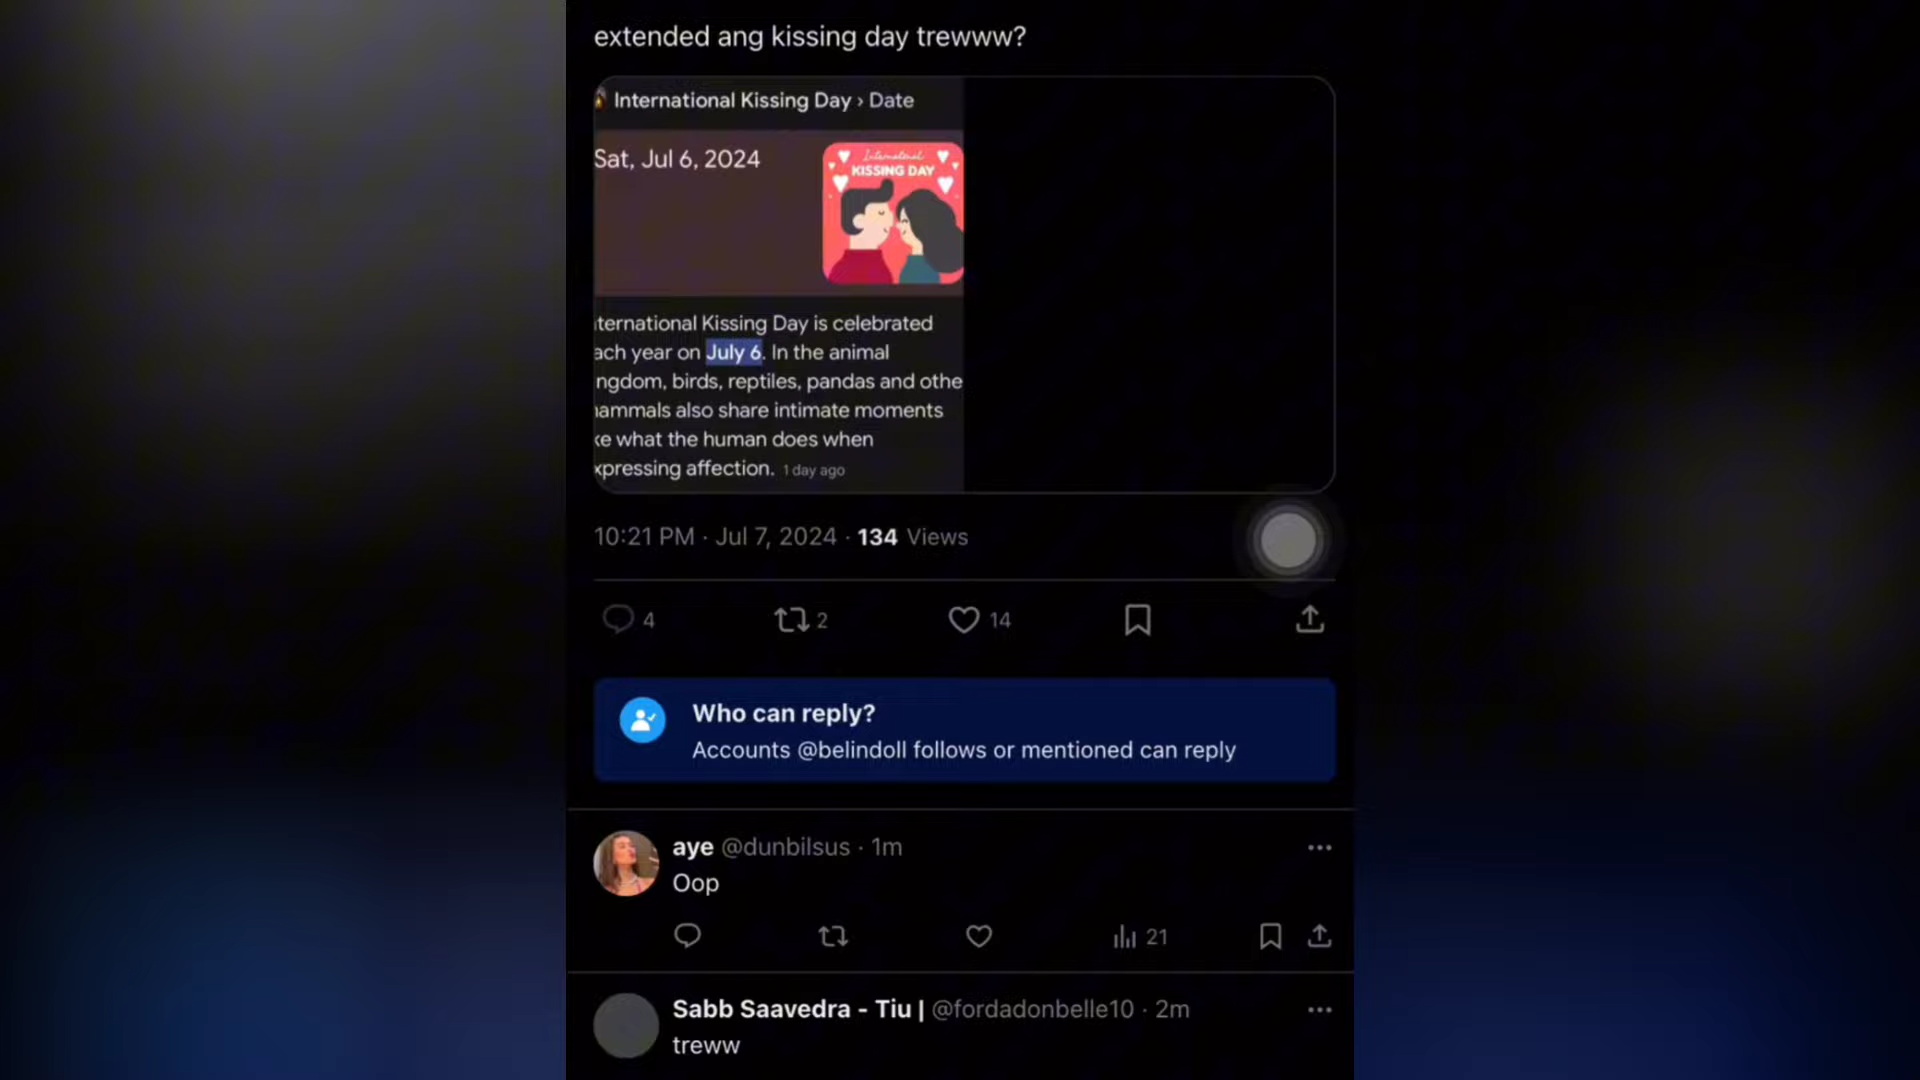 extended ang kissing day trewww?
International Kissing Day › Date
Sat, Jul 6, 2024
International
KISSING DAY
ternational Kissing Day is celebrated
ach year on July 6. In the animal
ngdom, birds, reptiles, pandas and othe
ammals also share intimate moments
ke what the human does when
xpressing affection. 1 day ago
10:21 PM · Jul 7, 2024 · 134 Views
4 2 14
Who can reply?
Accounts @belindoll follows or mentioned can reply
aye @dunbilsus · 1m
Oop
21
Sabb Saavedra - Tiu | @fordadonbelle10 · 2m
treww